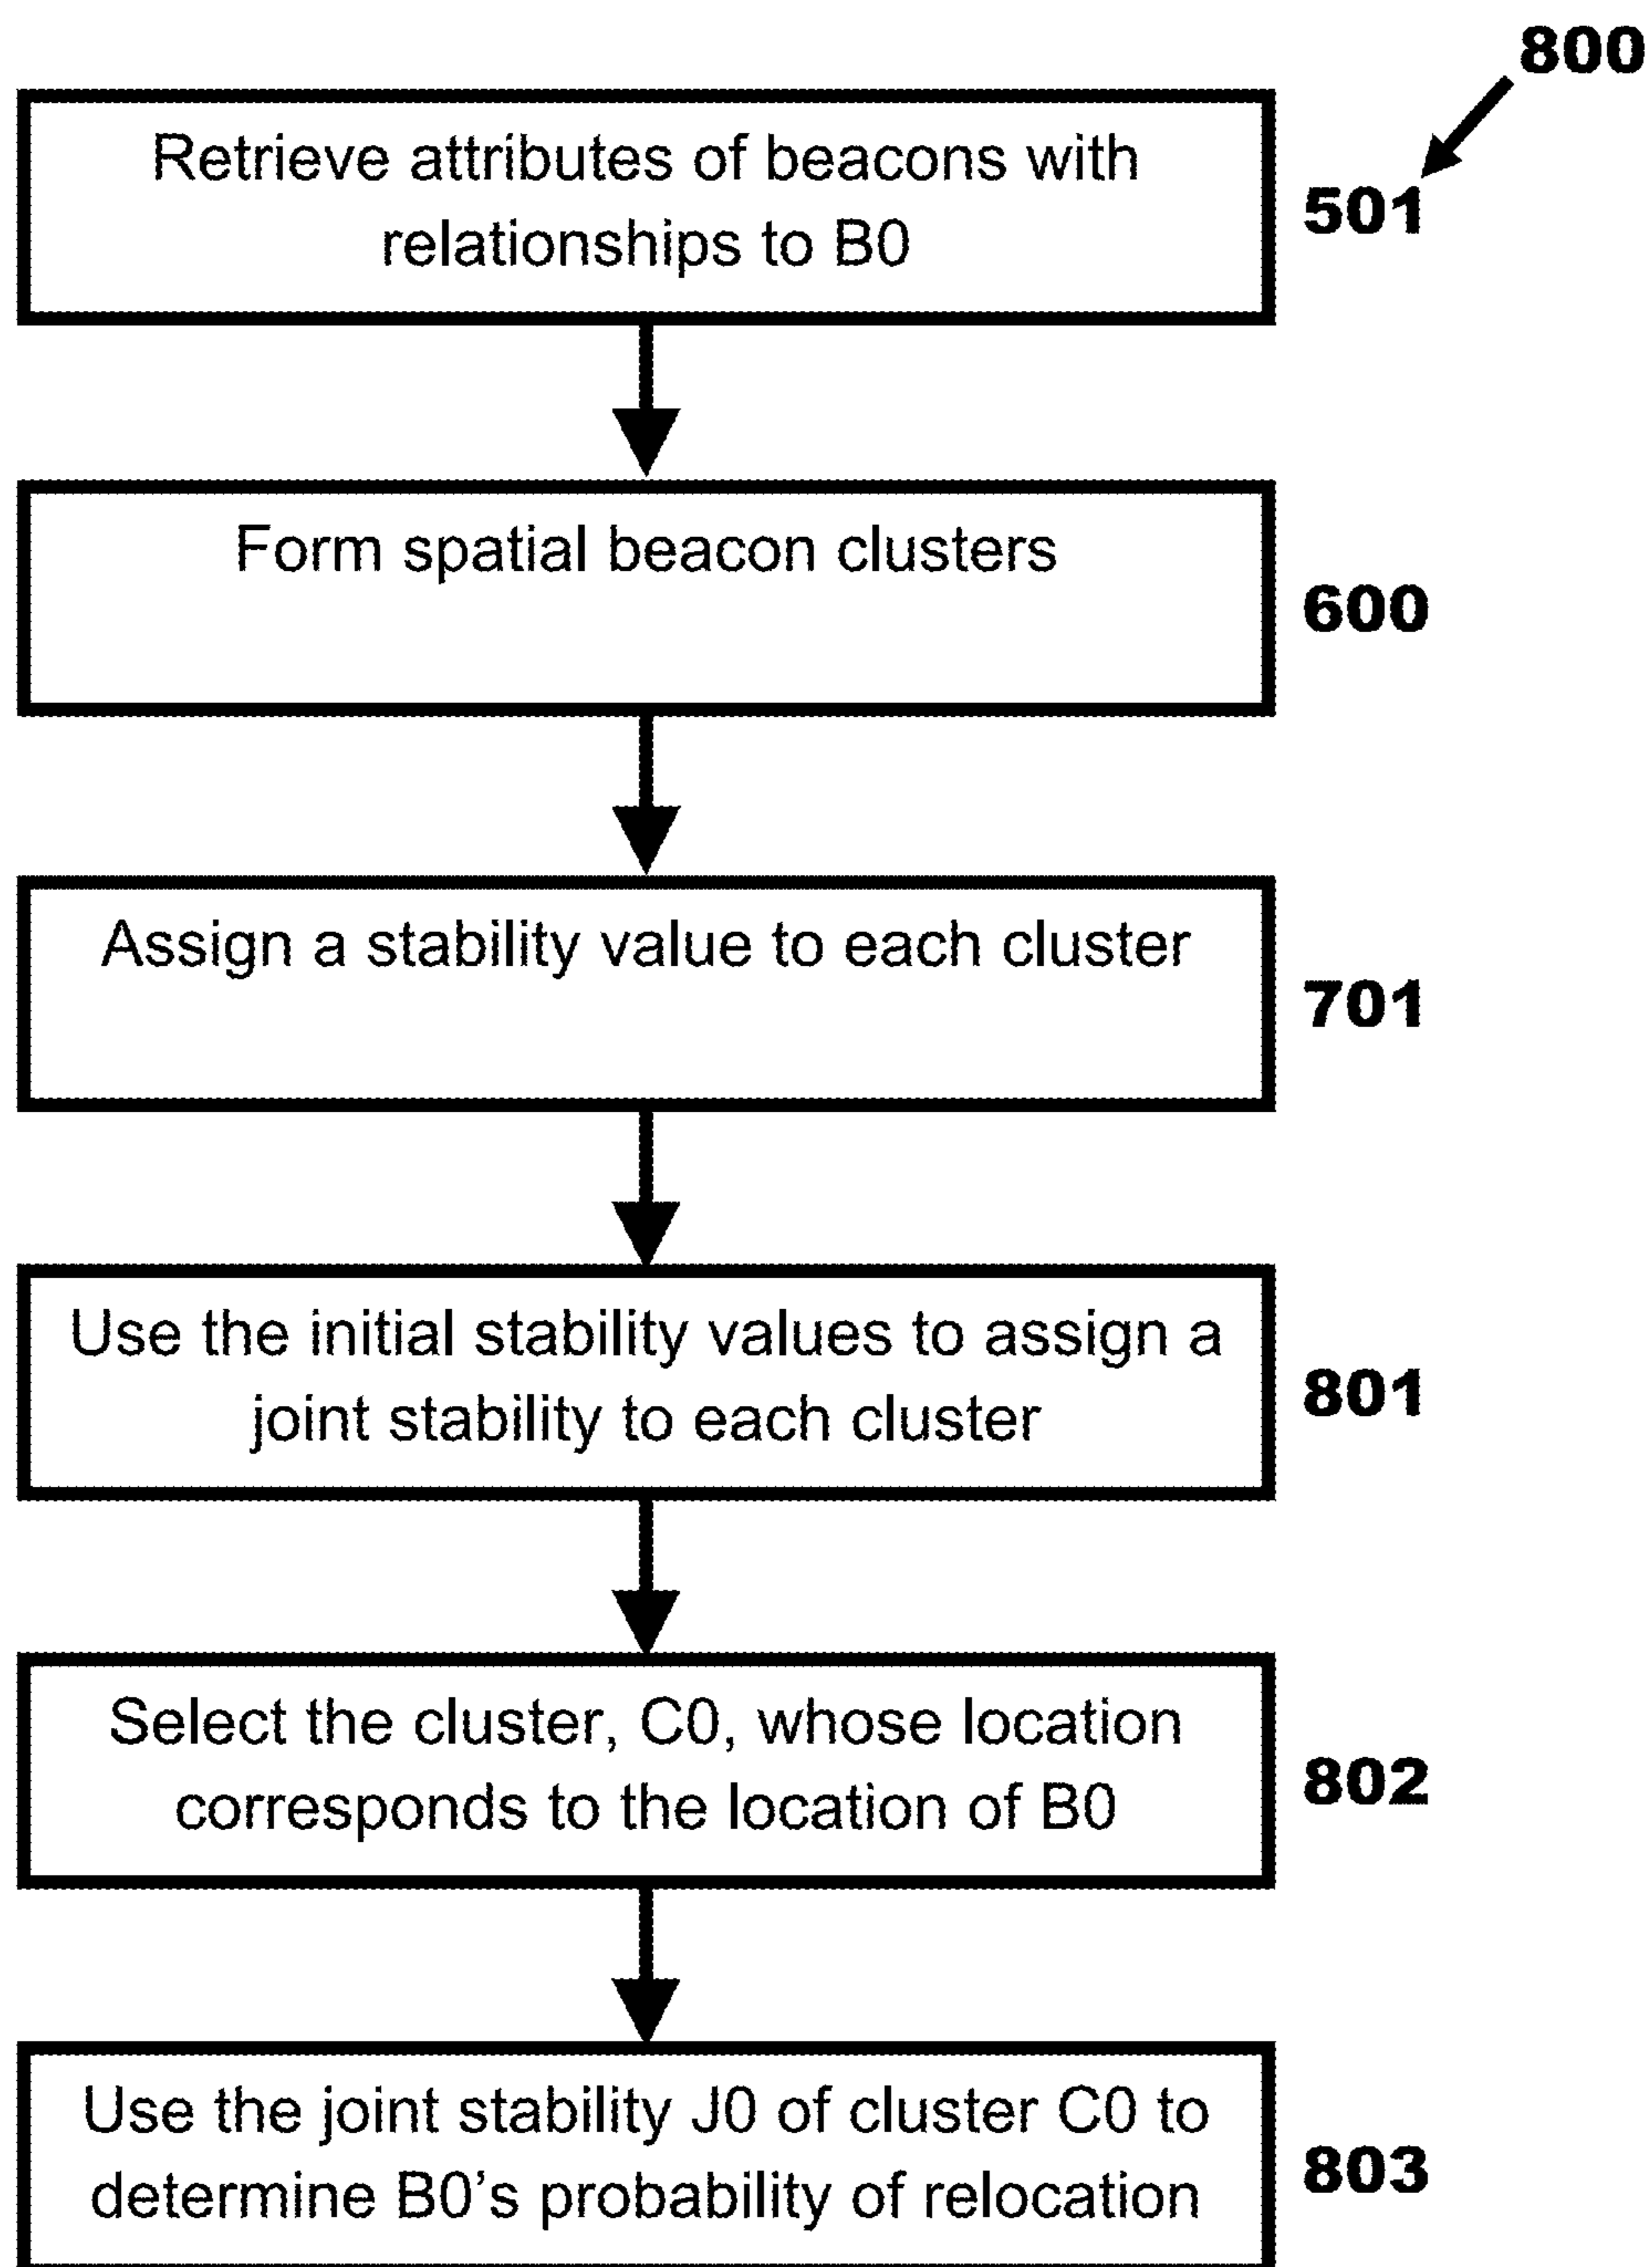 800
Retrieve attributes of beacons with
relationships to B0
501
Form spatial beacon clusters
600
Assign a stability value to each cluster
701
Use the initial stability values to assign a
joint stability to each cluster
801
Select the cluster, C0, whose location
corresponds to the location of B0
802
Use the joint stability J0 of cluster C0 to
determine B0’s probability of relocation
803